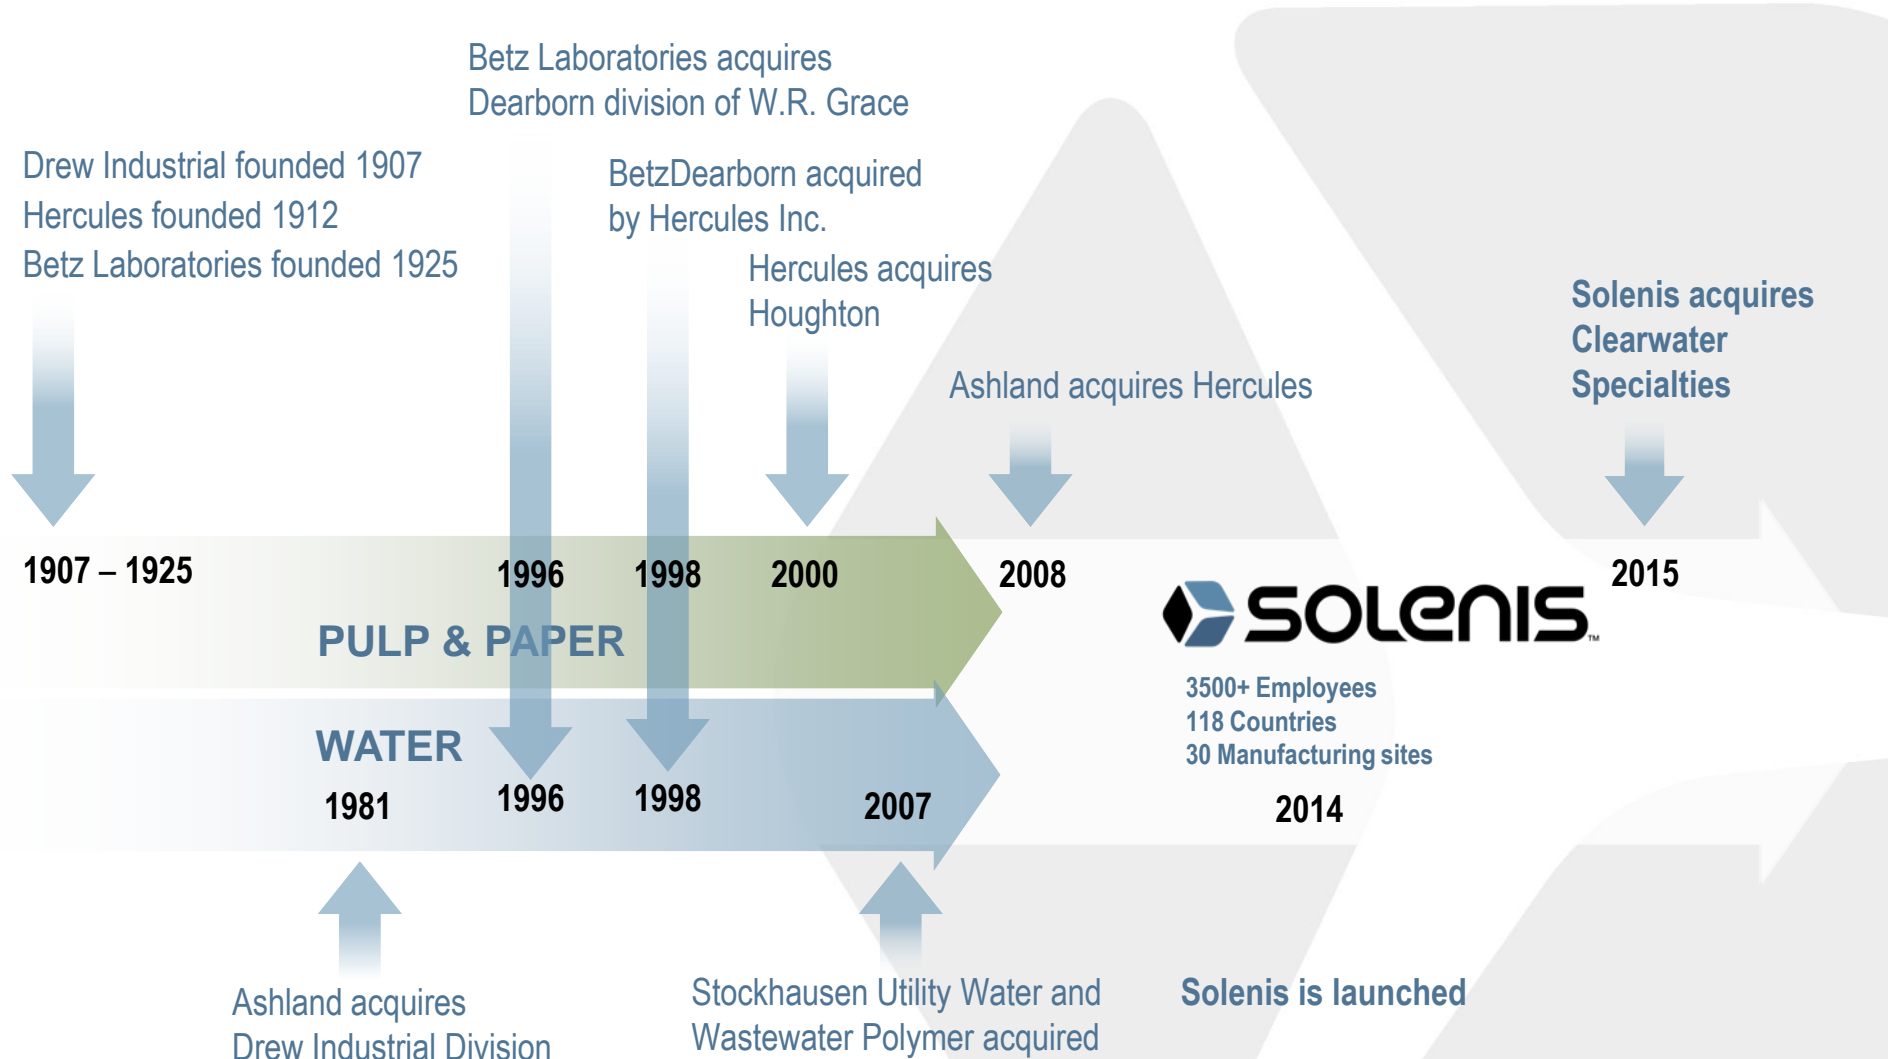 Betz Laboratories acquires
Dearborn division of W.R. Grace
Drew Industrial founded 1907
Hercules founded 1912
Betz Laboratories founded 1925
BetzDearborn acquired
by Hercules Inc.
Hercules acquires
Houghton
Ashland acquires Hercules
Solenis acquires
Clearwater
Specialties
1907 – 1925
1996
1998
2000
2008
2015
PULP & PAPER
SOLENIS™
3500+ Employees
118 Countries
30 Manufacturing sites
WATER
1981
1996
1998
2007
2014
Ashland acquires
Drew Industrial Division
Stockhausen Utility Water and
Wastewater Polymer acquired
Solenis is launched